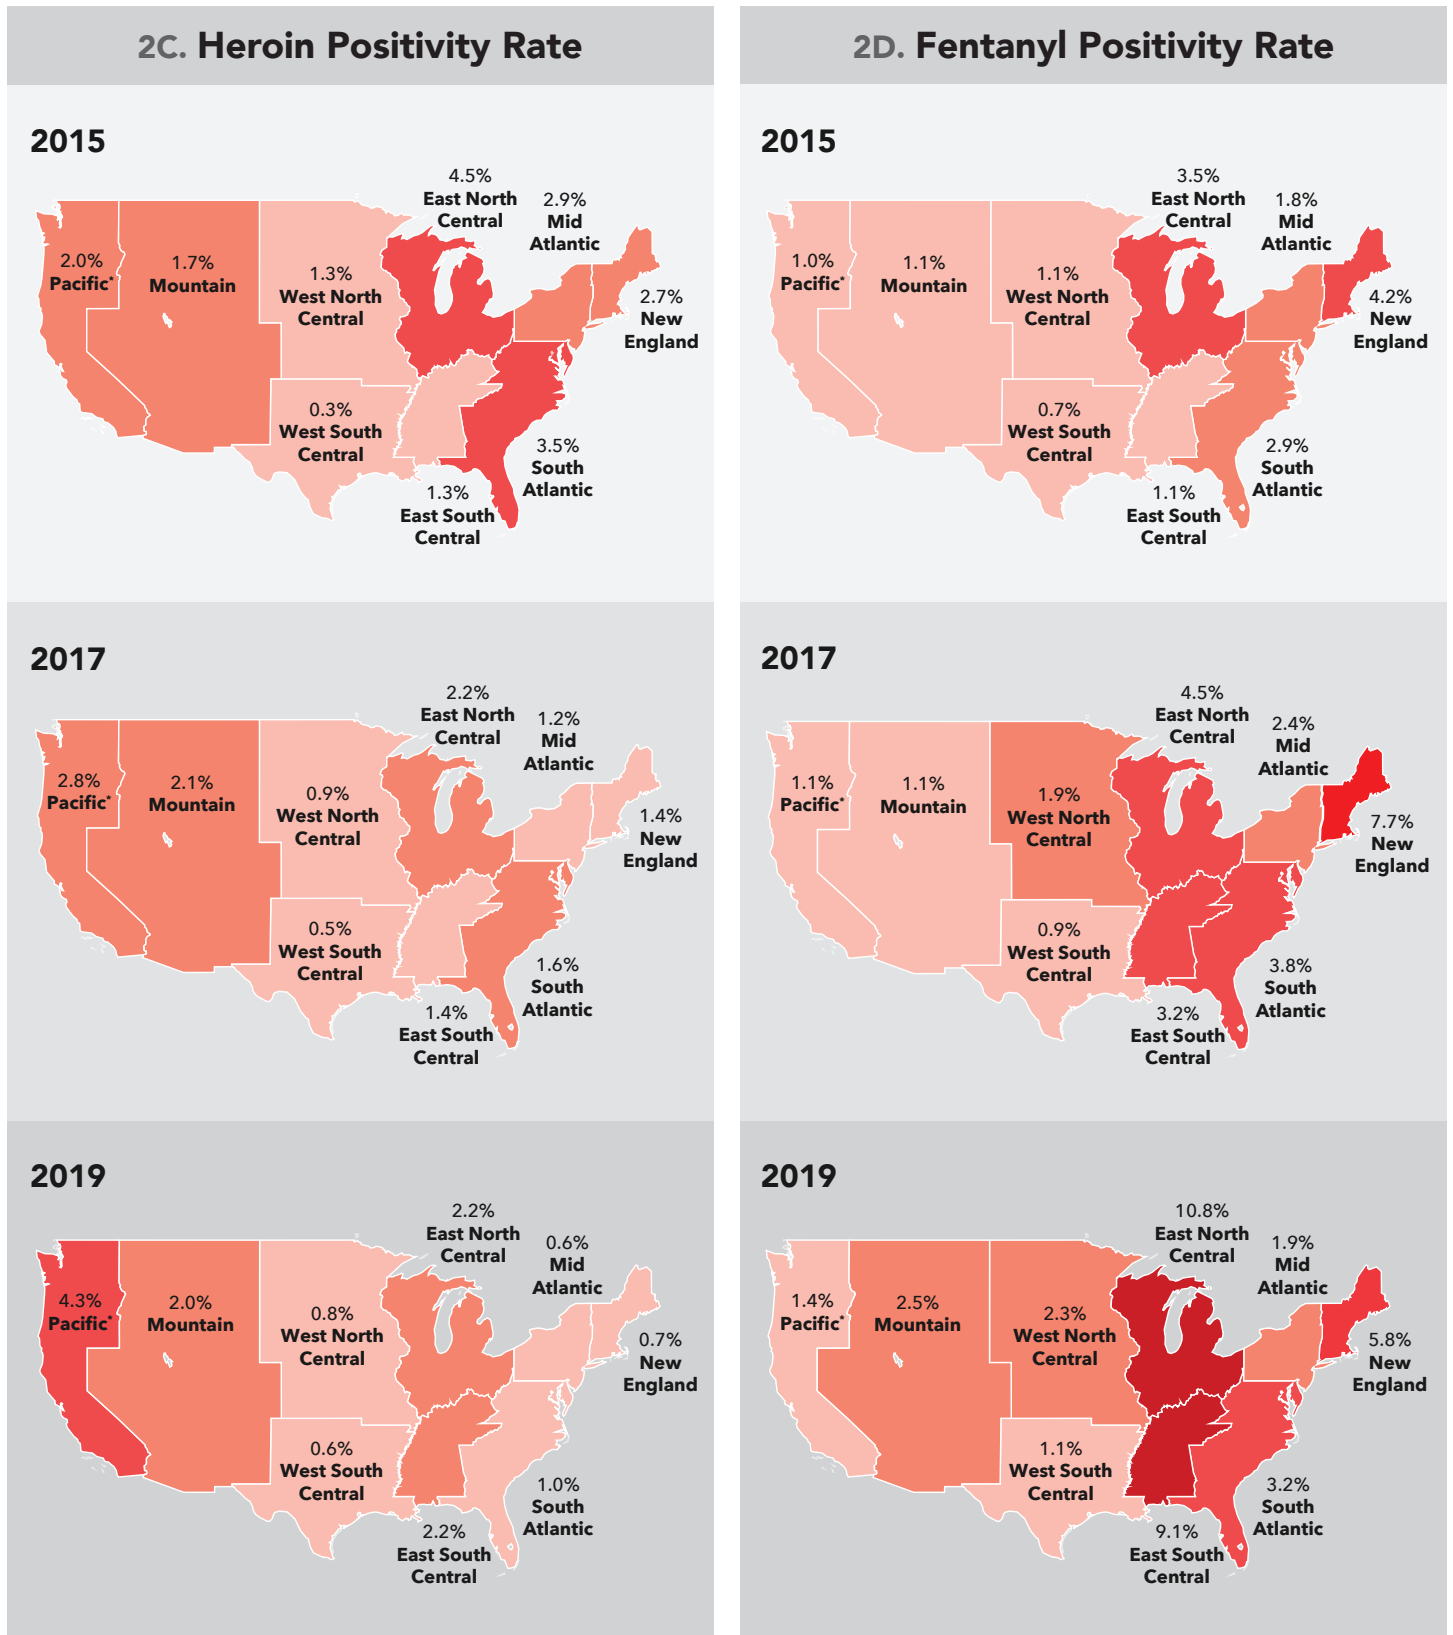 2C. Heroin Positivity Rate
2015
4.5%
East North
Central
2.9%
Mid
Atlantic
2.0%
Pacific*
1.7%
Mountain
1.3%
West North
Central
2.7%
New
England
0.3%
West South
Central
3.5%
South
Atlantic
1.3%
East South
Central
2017
2.2%
East North
Central
1.2%
Mid
Atlantic
2.8%
Pacific*
2.1%
Mountain
0.9%
West North
Central
1.4%
New
England
0.5%
West South
Central
1.6%
South
Atlantic
1.4%
East South
Central
2019
2.2%
East North
Central
0.6%
Mid
Atlantic
4.3%
Pacific*
2.0%
Mountain
0.8%
West North
Central
0.7%
New
England
0.6%
West South
Central
1.0%
South
Atlantic
2.2%
East South
Central
2D. Fentanyl Positivity Rate
2015
3.5%
East North
Central
1.8%
Mid
Atlantic
1.0%
Pacific*
1.1%
Mountain
1.1%
West North
Central
4.2%
New
England
0.7%
West South
Central
2.9%
South
Atlantic
1.1%
East South
Central
2017
4.5%
East North
Central
2.4%
Mid
Atlantic
1.1%
Pacific*
1.1%
Mountain
1.9%
West North
Central
7.7%
New
England
0.9%
West South
Central
3.8%
South
Atlantic
3.2%
East South
Central
2019
10.8%
East North
Central
1.9%
Mid
Atlantic
1.4%
Pacific*
2.5%
Mountain
2.3%
West North
Central
5.8%
New
England
1.1%
West South
Central
3.2%
South
Atlantic
9.1%
East South
Central